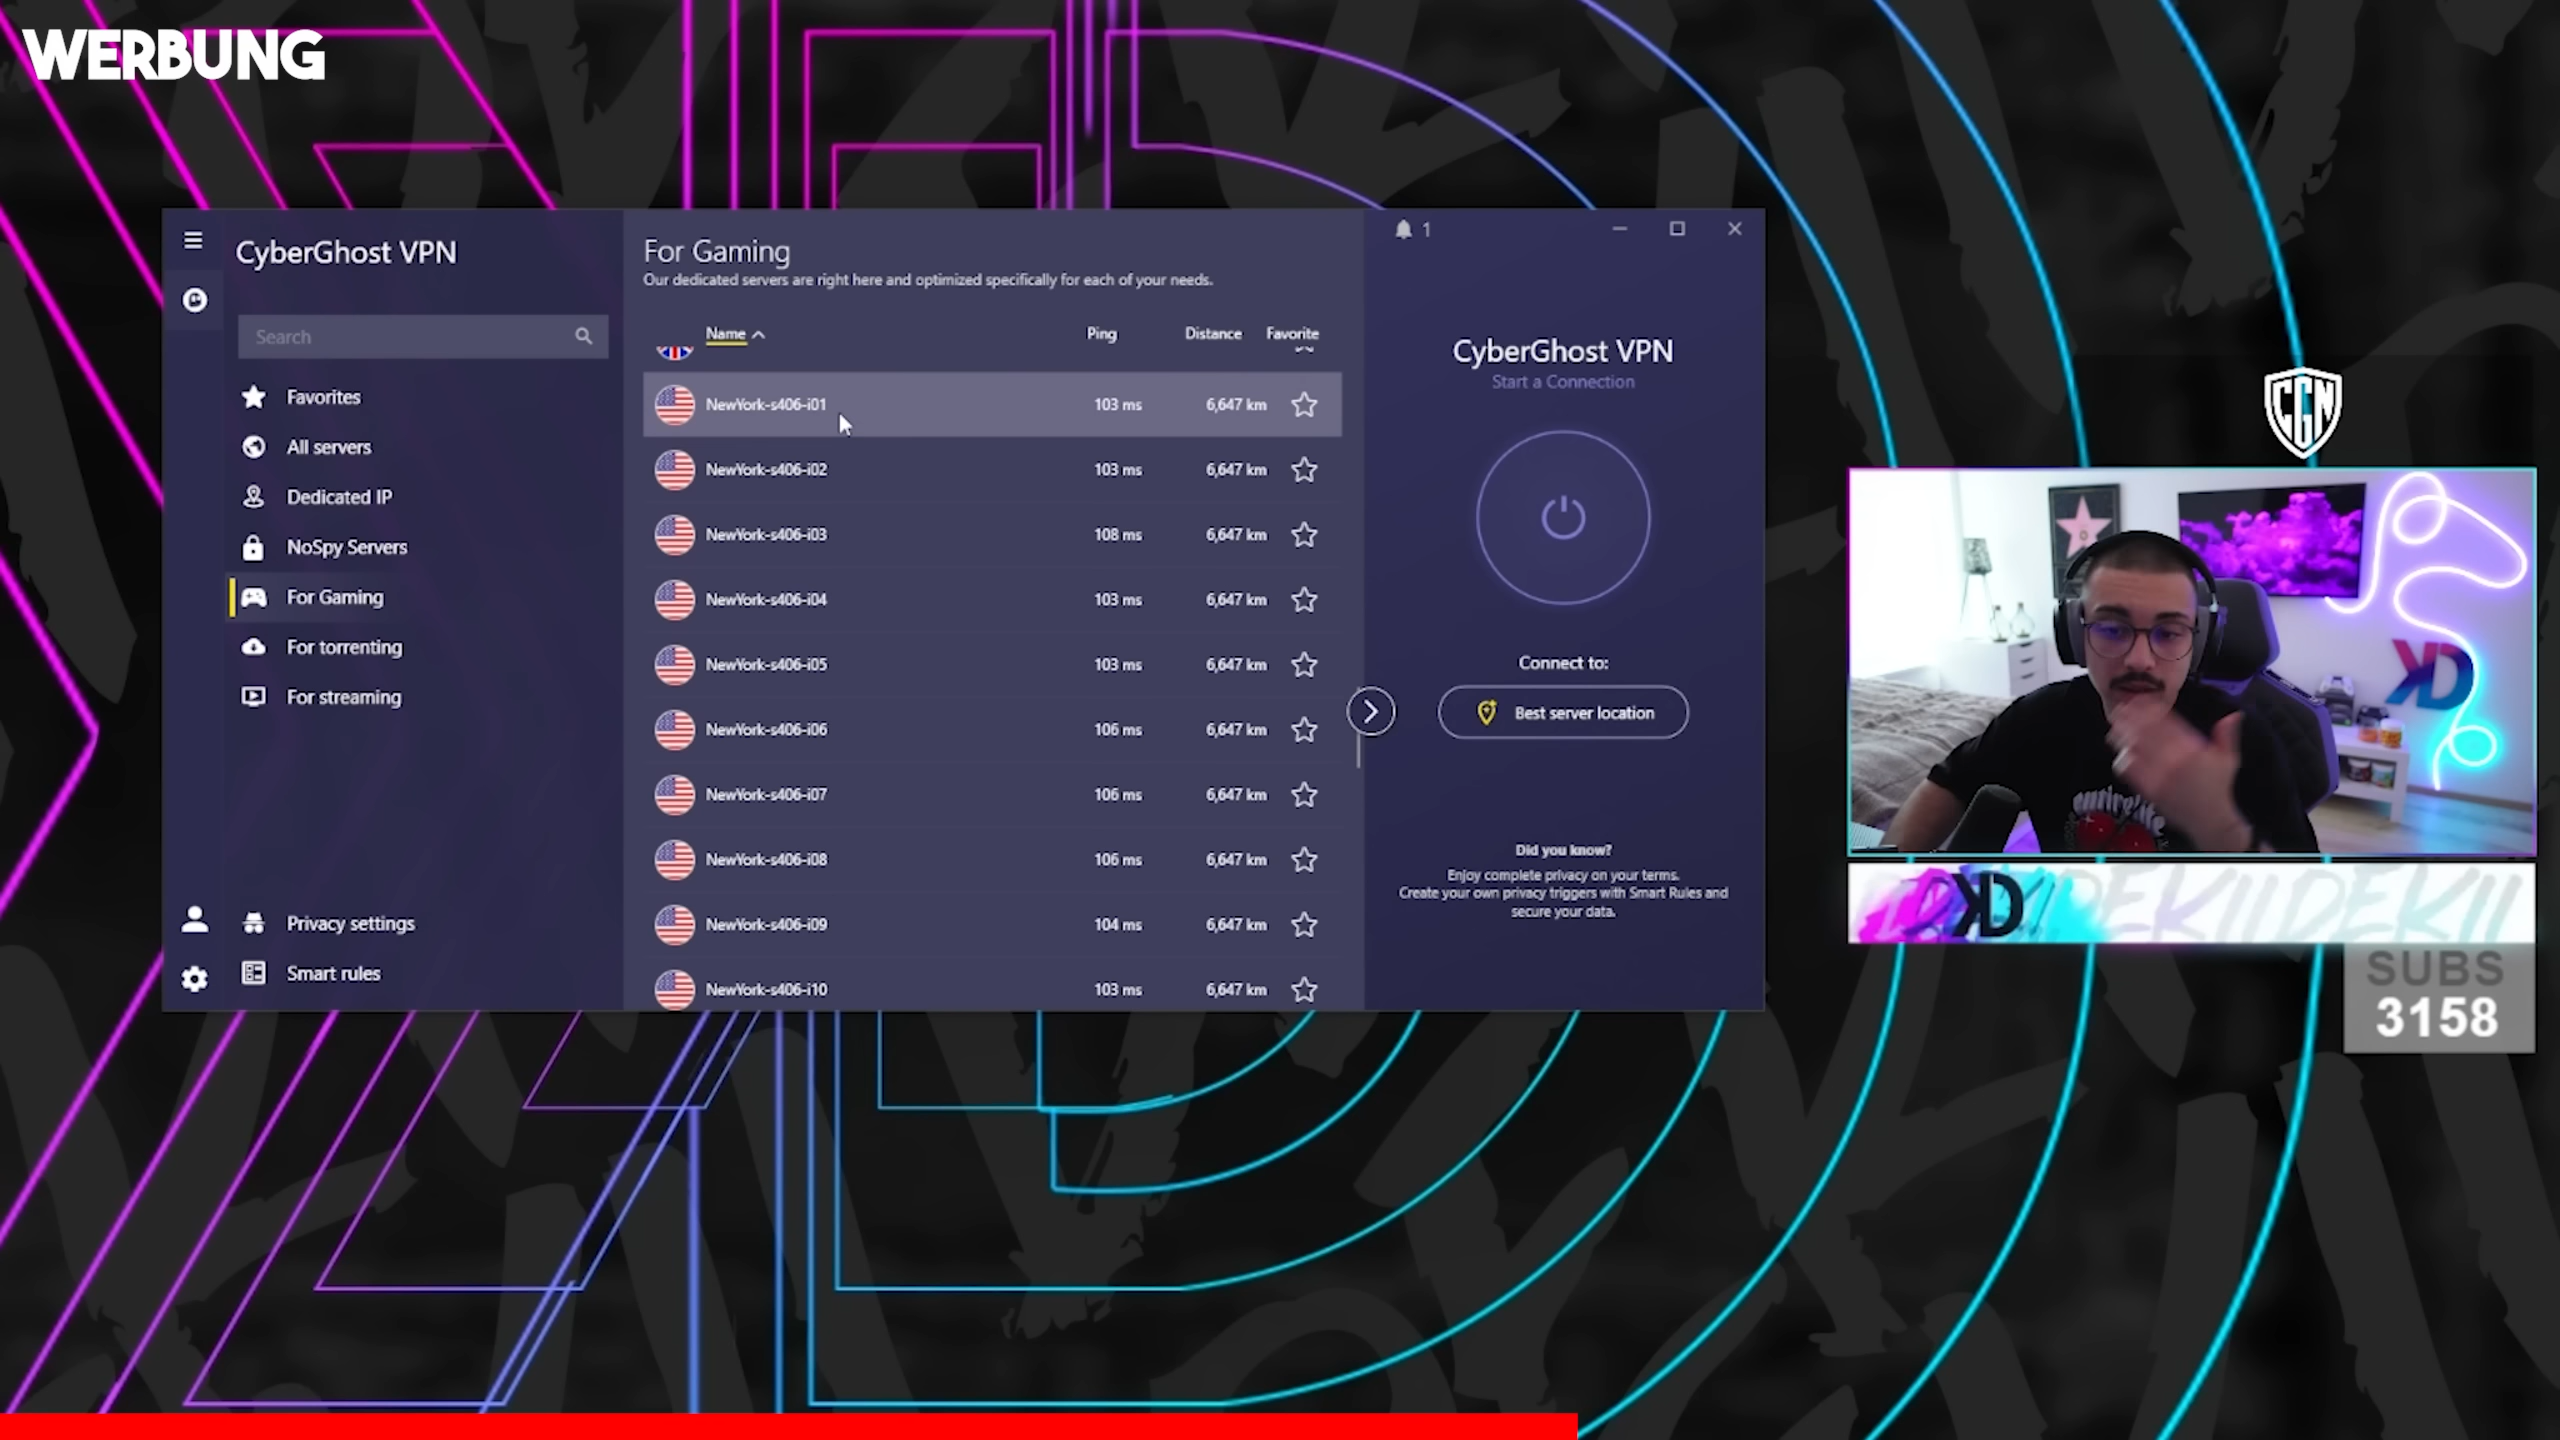 WERBUNG
CyberGhost VPN
Search
Favorites
All servers
Dedicated IP
NoSpy Servers
For Gaming
For torrenting
For streaming
Privacy settings
Smart rules
For Gaming
Our dedicated servers are right here and optimized specifically for each of your needs.
Name Ping Distance Favorite
NewYork-s406-i01 103 ms 6,647 km
NewYork-s406-i02 103 ms 6,647 km
NewYork-s406-i03 108 ms 6,647 km
NewYork-s406-i04 103 ms 6,647 km
NewYork-s406-i05 103 ms 6,647 km
NewYork-s406-i06 106 ms 6,647 km
NewYork-s406-i07 106 ms 6,647 km
NewYork-s406-i08 106 ms 6,647 km
NewYork-s406-i09 104 ms 6,647 km
NewYork-s406-i10 103 ms 6,647 km
1
CyberGhost VPN
Start a Connection
Connect to:
Best server location
Did you know?
Enjoy complete privacy on your terms.
Create your own privacy triggers with Smart Rules and
secure your data.
CGN
KD
KD
SUBS
3158